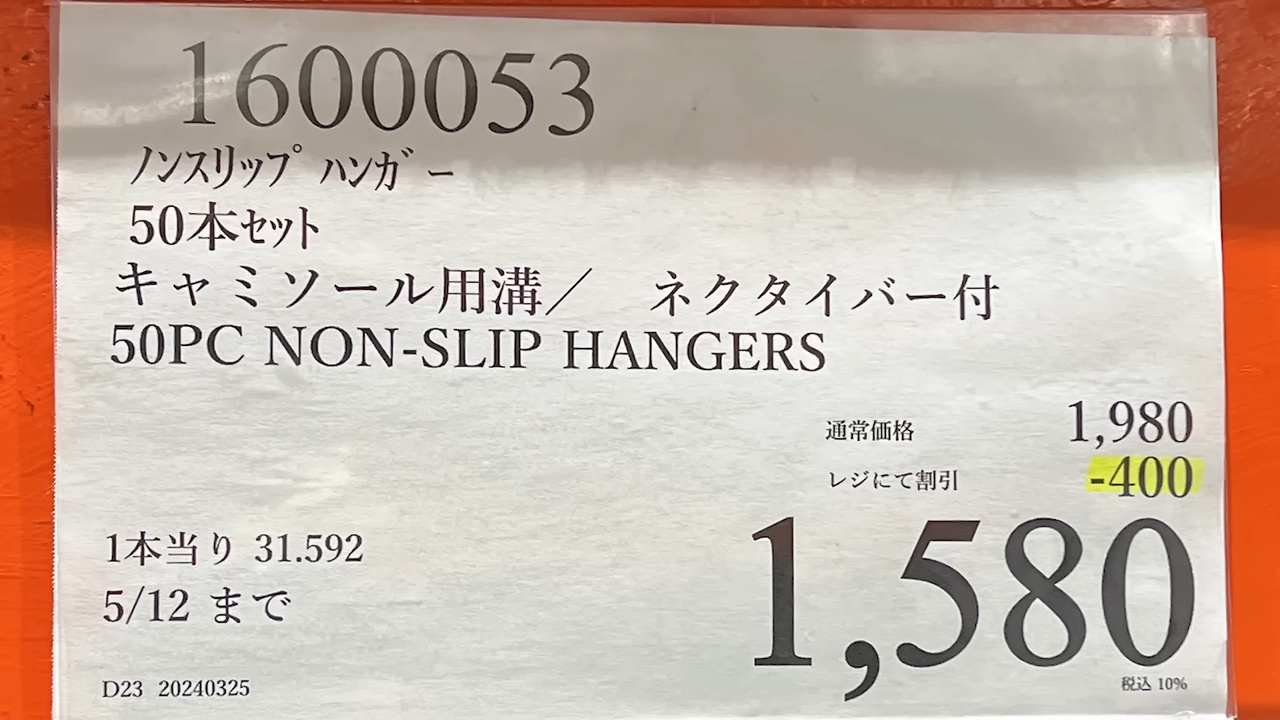 1600053
ﾉﾝｽﾘｯﾌﾟ ﾊﾝｶﾞｰ
50本ｾｯﾄ
キャミソール用溝／　ネクタイバー付
50PC NON-SLIP HANGERS
通常価格 1,980
レジにて割引 -400
1,580
1本当り 31.592
5/12 まで
D23 20240325
税込 10%